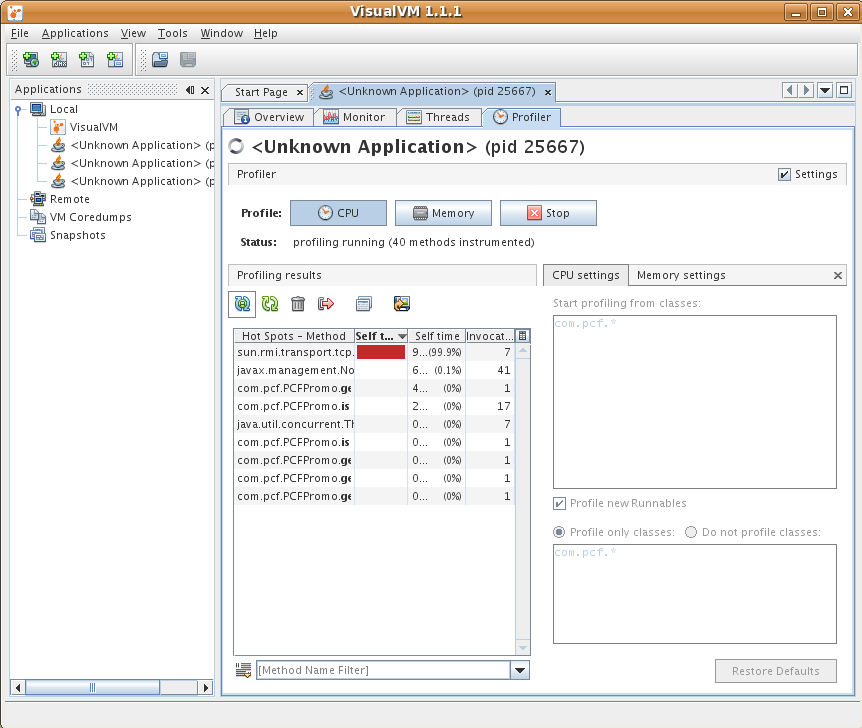 VisualVM 1.1.1
File Applications View Tools Window Help
Applications
Local
VisualVM
<Unknown Application> (p
<Unknown Application> (p
<Unknown Application> (p
Remote
VM Coredumps
Snapshots
Start Page
<Unknown Application> (pid 25667)
Overview Monitor Threads Profiler
<Unknown Application> (pid 25667)
Profiler Settings
Profile: CPU Memory Stop
Status: profiling running (40 methods instrumented)
Profiling results
Hot Spots - Method Self t... Self time Invocat...
sun.rmi.transport.tcp. 9... (99.9%) 7
javax.management.No 6... (0.1%) 41
com.pcf.PCFPromo.ge 4... (0%) 1
com.pcf.PCFPromo.is 2... (0%) 17
java.util.concurrent.Th 0... (0%) 7
com.pcf.PCFPromo.is 0... (0%) 1
com.pcf.PCFPromo.ge 0... (0%) 1
com.pcf.PCFPromo.ge 0... (0%) 1
com.pcf.PCFPromo.ge 0... (0%) 1
[Method Name Filter]
CPU settings Memory settings
Start profiling from classes:
com.pcf.*
Profile new Runnables
Profile only classes: Do not profile classes:
com.pcf.*
Restore Defaults